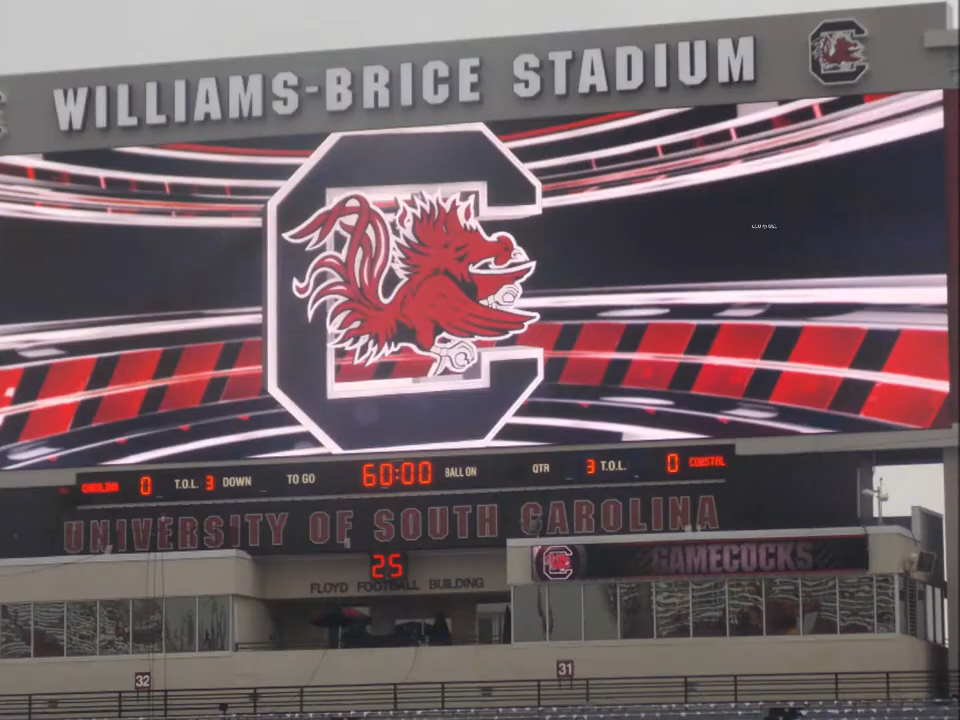 WILLIAMS-BRICE STADIUM
CAROLINA 0 T.O.L. 3 DOWN TO GO 60:00 BALL ON QTR 3 T.O.L. 0 COASTAL
UNIVERSITY OF SOUTH CAROLINA
25
GAMECOCKS
FLOYD FOOTBALL BUILDING
31
32